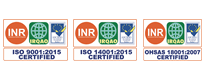 INR
IRQAO
ISO 9001:2015
CERTIFIED
INR
IRQAO
ISO 14001:2015
CERTIFIED
INR
IRQAO
OHSAS 18001:2007
CERTIFIED